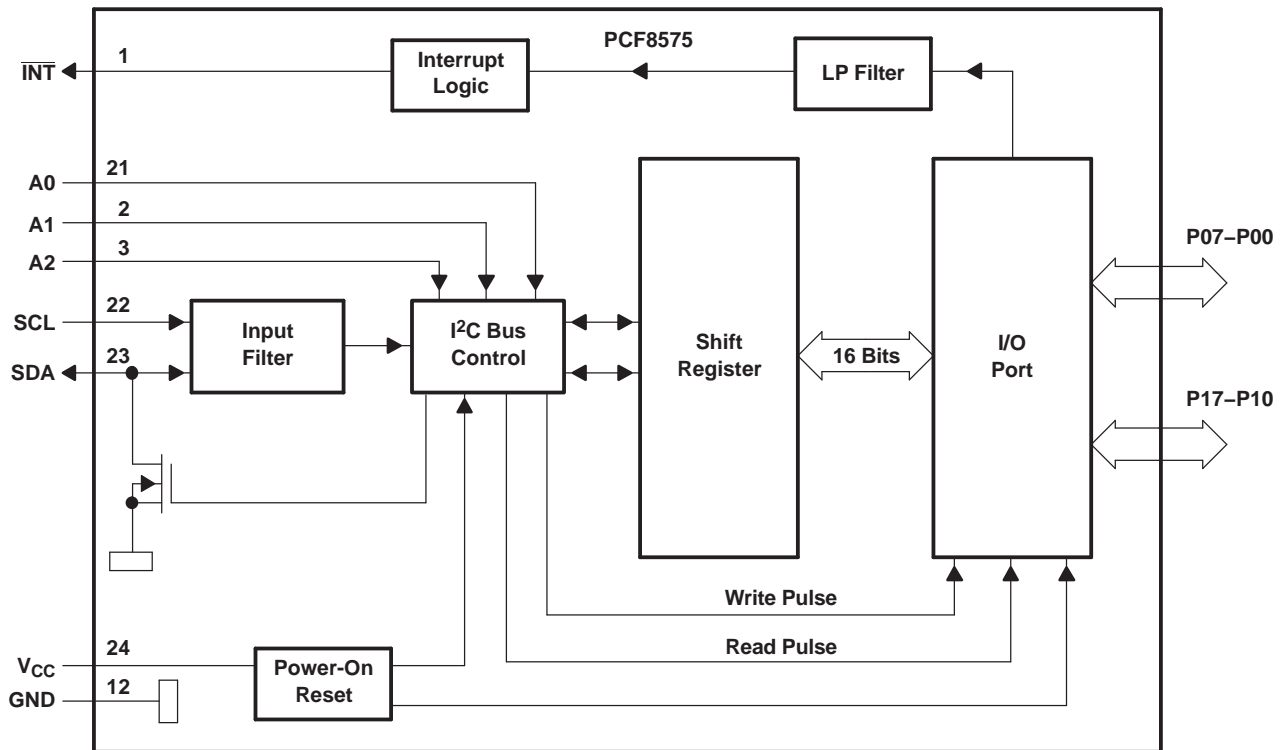 PCF8575
1
INT
Interrupt
Logic
LP Filter
21
A0
2
A1
3
A2
22
SCL
23
SDA
Input
Filter
I2C Bus
Control
Shift
Register
16 Bits
I/O
Port
P07–P00
P17–P10
Write Pulse
Read Pulse
24
VCC
12
GND
Power-On
Reset